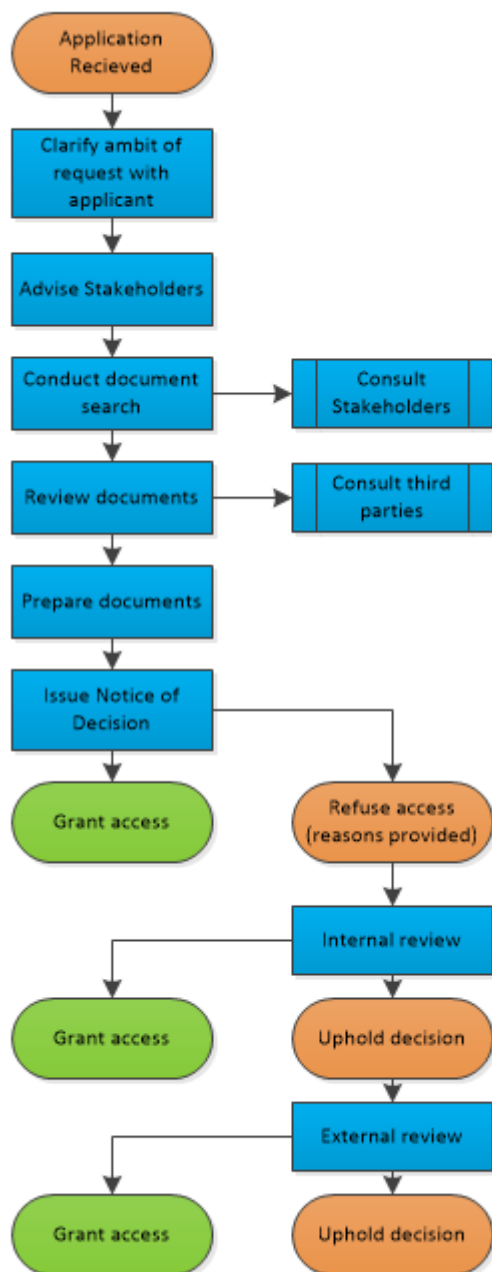 Application
Recieved
Clarify ambit of
request with
applicant
Advise Stakeholders
Conduct document
search
Consult
Stakeholders
Review documents
Consult third
parties
Prepare documents
Issue Notice of
Decision
Grant access
Refuse access
(reasons provided)
Internal review
Grant access
Uphold decision
External review
Grant access
Uphold decision